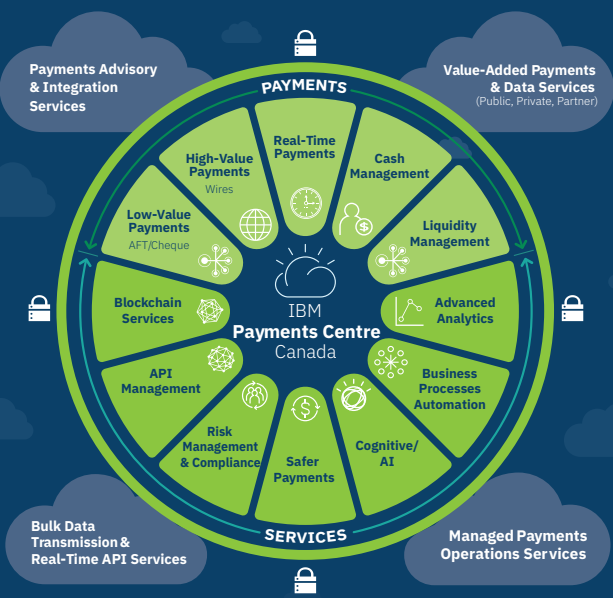 Payments Advisory
& Integration
Services
Value-Added Payments
& Data Services
(Public, Private, Partner)
PAYMENTS
Real-Time
Payments
High-Value
Payments
Wires
Cash
Management
Low-Value
Payments
AFT/Cheque
Liquidity
Management
IBM
Payments Centre
Canada
Blockchain
Services
Advanced
Analytics
API
Management
Business
Processes
Automation
Risk
Management
& Compliance
Safer
Payments
Cognitive/
AI
SERVICES
Bulk Data
Transmission &
Real-Time API Services
Managed Payments
Operations Services